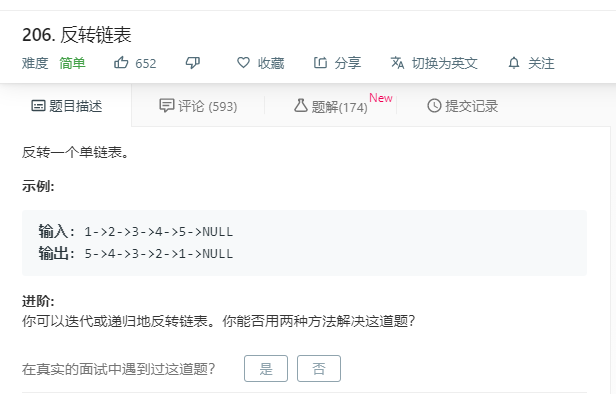 206. 反转链表
难度 简单 652 收藏 分享 切换为英文 关注
题目描述 评论 (593) 题解(174) New 提交记录
反转一个单链表。
示例:
输入: 1->2->3->4->5->NULL
输出: 5->4->3->2->1->NULL
进阶:
你可以迭代或递归地反转链表。你能否用两种方法解决这道题？
在真实的面试中遇到过这道题？ 是 否